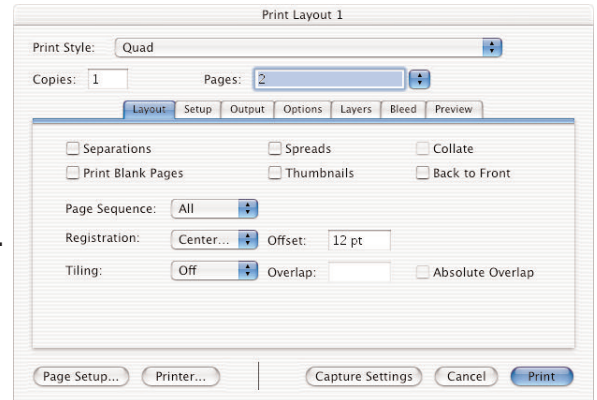 Print Layout 1
Print Style: Quad
Copies: 1 Pages: 2
Layout Setup Output Options Layers Bleed Preview
Separations Spreads Collate
Print Blank Pages Thumbnails Back to Front
Page Sequence: All
Registration: Center... Offset: 12 pt
Tiling: Off Overlap: Absolute Overlap
Page Setup... Printer... Capture Settings Cancel Print